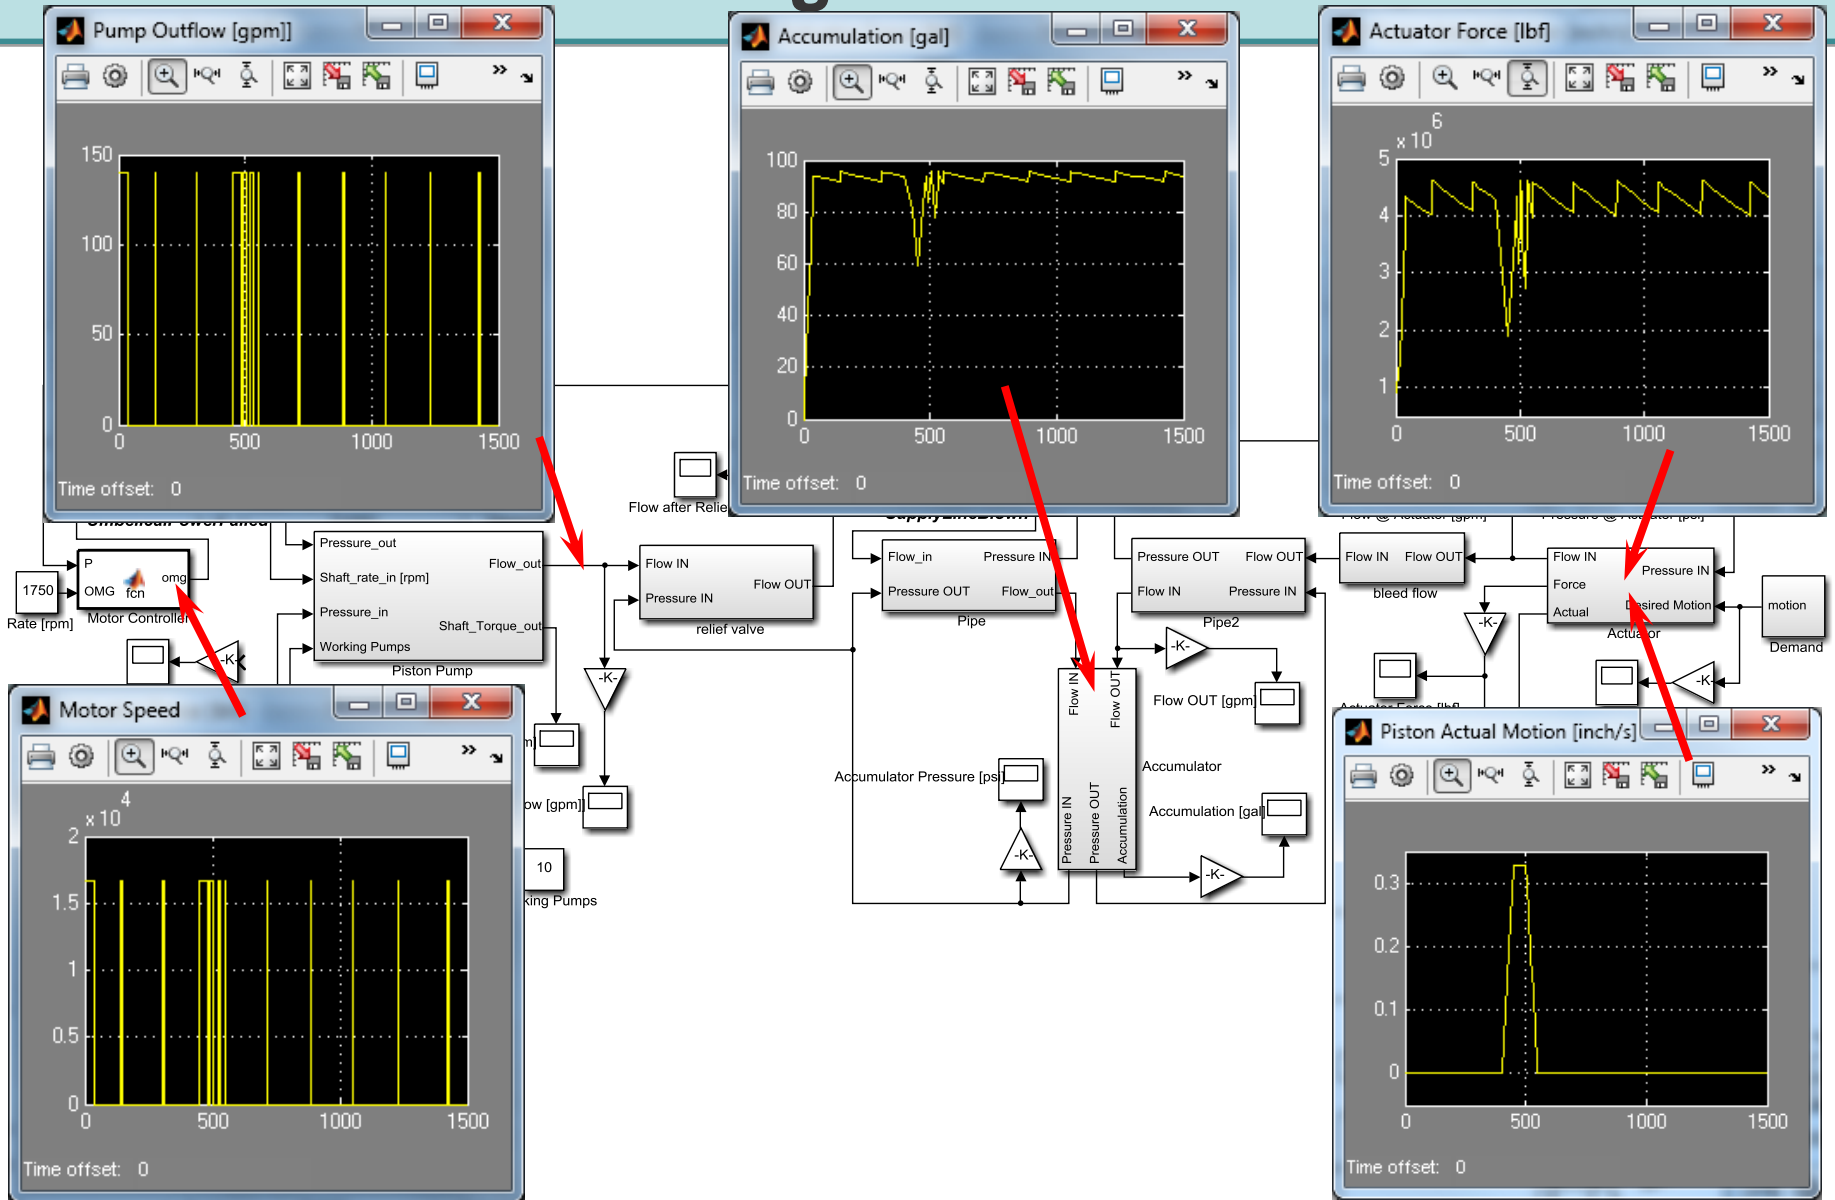 Pump Outflow [gpm]]
150
100
50
0
0
500
1000
1500
Time offset: 0
Accumulation [gal]
100
80
60
40
20
0
0
500
1000
1500
Time offset: 0
Actuator Force [lbf]
x 10
6
5
4
3
2
1
0
500
1000
1500
Time offset: 0
Flow after Relie
P
OMG
fcn
omg
Motor Controller
1750
Rate [rpm]
-K-
Pressure_out
Shaft_rate_in [rpm]
Pressure_in
Working Pumps
Flow_out
Shaft_Torque_out
Piston Pump
-K-
Flow IN
Pressure IN
Flow OUT
relief valve
Flow_in
Pressure OUT
Pressure IN
Flow_out
Pipe
Pressure OUT
Flow IN
Flow OUT
Pressure IN
Pipe2
Flow IN
Flow OUT
bleed flow
Flow IN
Force
Actual
Pressure IN
Desired Motion
Actuator
motion
Demand
-K-
-K-
-K-
Flow OUT [gpm]
Flow IN
Flow OUT
Pressure IN
Pressure OUT
Accumulation
Accumulator
Accumulator Pressure [psi]
-K-
Accumulation [gal]
-K-
ow [gpm]]
10
king Pumps
Motor Speed
x 10
4
2
1.5
1
0.5
0
0
500
1000
1500
Time offset: 0
Piston Actual Motion [inch/s]
0.3
0.2
0.1
0
0
500
1000
1500
Time offset: 0